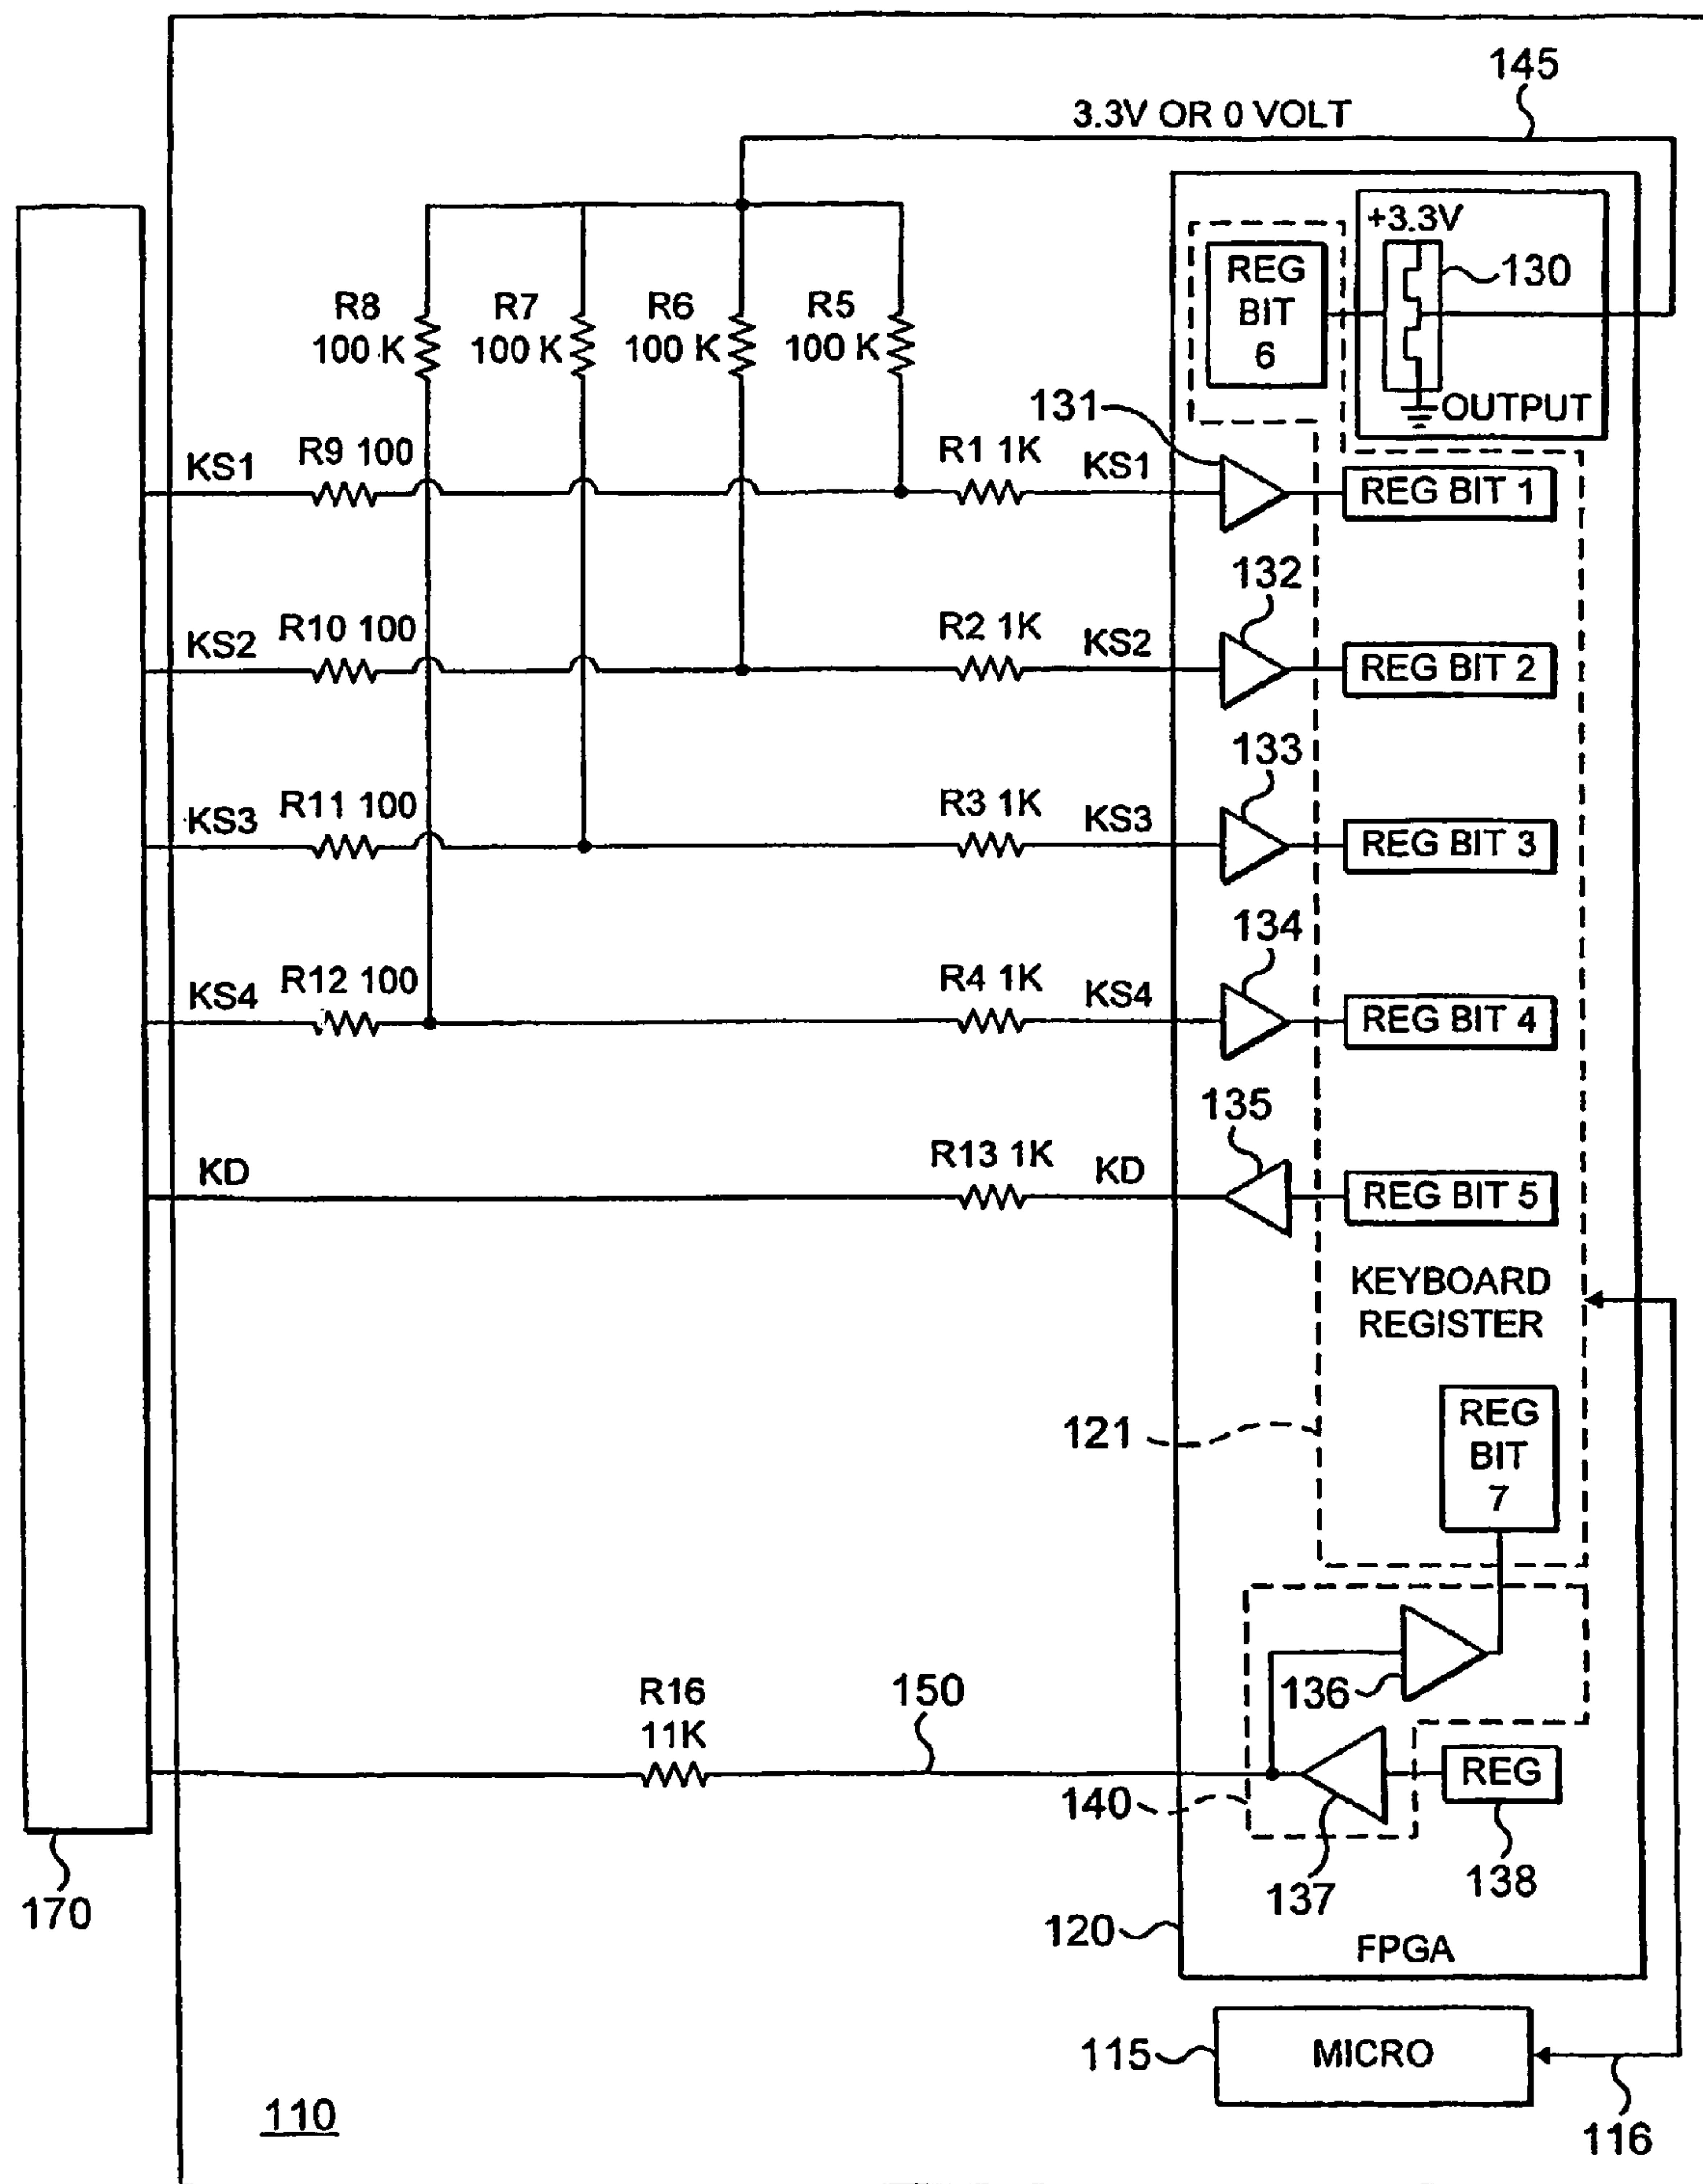 145
3.3V OR 0 VOLT
+3.3V
130
REG
BIT
6
OUTPUT
R8
100 K
R7
100 K
R6
100 K
R5
100 K
131
KS1
R9 100
R1 1K
KS1
REG BIT 1
132
KS2
R10 100
R2 1K
KS2
REG BIT 2
133
KS3
R11 100
R3 1K
KS3
REG BIT 3
134
KS4
R12 100
R4 1K
KS4
REG BIT 4
135
KD
R13 1K
KD
REG BIT 5
KEYBOARD
REGISTER
121
REG
BIT
7
136
R16
11K
150
140
REG
137
138
170
120
FPGA
115
MICRO
110
116